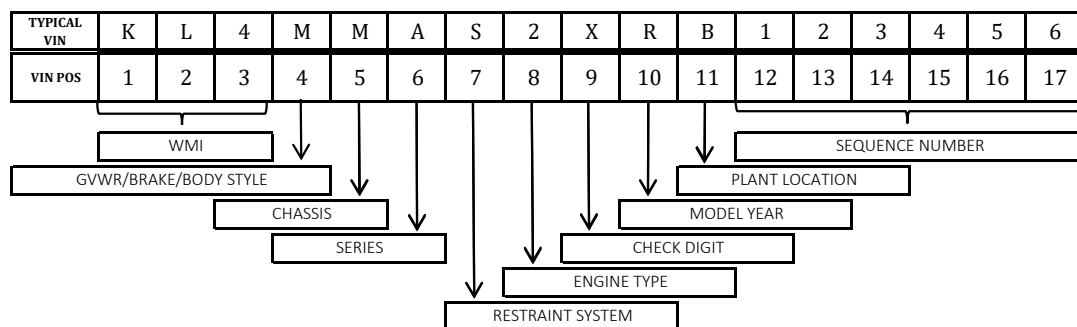 TYPICAL VIN K L 4 M M A S 2 X R B 1 2 3 4 5 6
VIN POS 1 2 3 4 5 6 7 8 9 10 11 12 13 14 15 16 17
WMI SEQUENCE NUMBER
GVWR/BRAKE/BODY STYLE PLANT LOCATION
CHASSIS MODEL YEAR
SERIES CHECK DIGIT
ENGINE TYPE
RESTRAINT SYSTEM